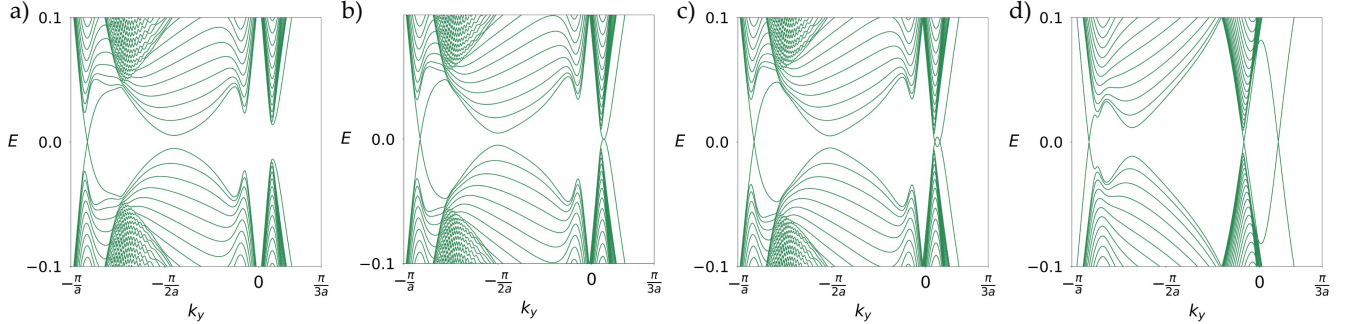 a) b) c) d)
0.1 0.1 0.1
E 0.0 E 0.0 E 0.0 E 0.0
−0.1 −0.1 −0.1 −0.1
−π/a −π/2a 0 π/3a −π/a −π/2a 0 π/3a −π/a −π/2a 0 π/3a −π/a −π/2a 0 π/3a
k_y k_y k_y k_y